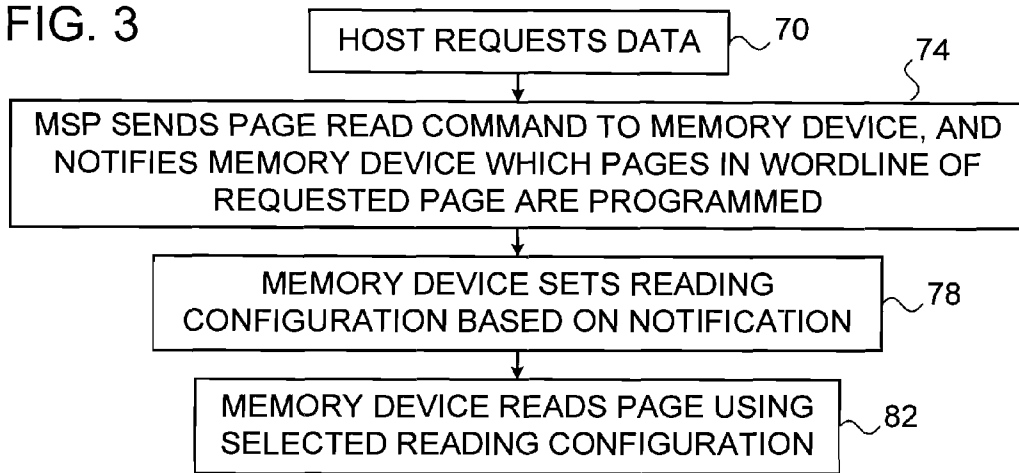 FIG. 3
HOST REQUESTS DATA
70
74
MSP SENDS PAGE READ COMMAND TO MEMORY DEVICE, AND
NOTIFIES MEMORY DEVICE WHICH PAGES IN WORDLINE OF
REQUESTED PAGE ARE PROGRAMMED
MEMORY DEVICE SETS READING
CONFIGURATION BASED ON NOTIFICATION
78
MEMORY DEVICE READS PAGE USING
SELECTED READING CONFIGURATION
82